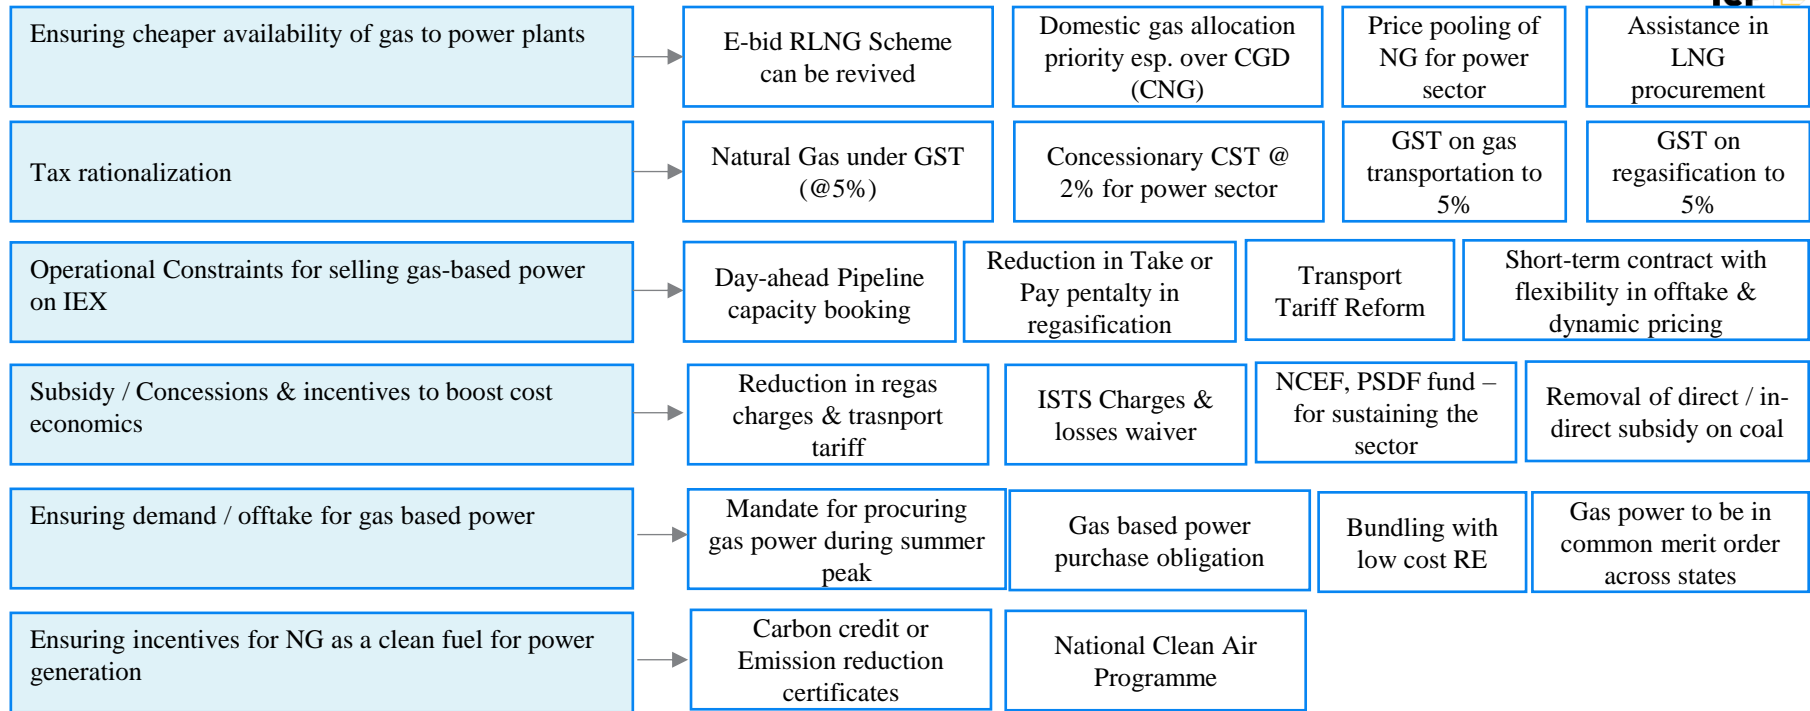 Ensuring cheaper availability of gas to power plants
E-bid RLNG Scheme
can be revived
Domestic gas allocation
priority esp. over CGD
(CNG)
Price pooling of
NG for power
sector
Assistance in
LNG
procurement
Tax rationalization
Natural Gas under GST
(@5%)
Concessionary CST @
2% for power sector
GST on gas
transportation to
5%
GST on
regasification to
5%
Operational Constraints for selling gas-based power
on IEX
Day-ahead Pipeline
capacity booking
Reduction in Take or
Pay pentalty in
regasification
Transport
Tariff Reform
Short-term contract with
flexibility in offtake &
dynamic pricing
Subsidy / Concessions & incentives to boost cost
economics
Reduction in regas
charges & trasnport
tariff
ISTS Charges &
losses waiver
NCEF, PSDF fund –
for sustaining the
sector
Removal of direct / in-
direct subsidy on coal
Ensuring demand / offtake for gas based power
Mandate for procuring
gas power during summer
peak
Gas based power
purchase obligation
Bundling with
low cost RE
Gas power to be in
common merit order
across states
Ensuring incentives for NG as a clean fuel for power
generation
Carbon credit or
Emission reduction
certificates
National Clean Air
Programme